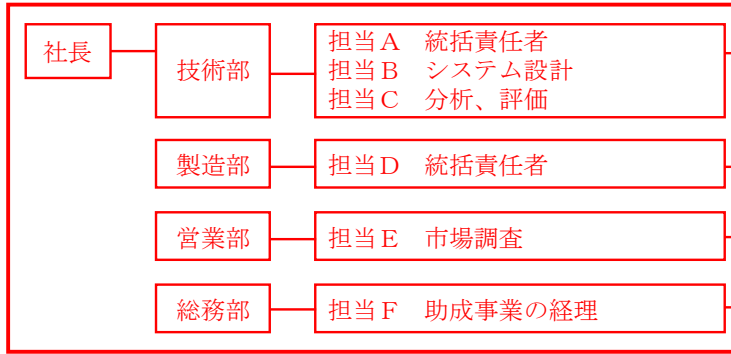 社長
技術部
担当Ａ　統括責任者
担当Ｂ　システム設計
担当Ｃ　分析、評価
製造部
担当Ｄ　統括責任者
営業部
担当Ｅ　市場調査
総務部
担当Ｆ　助成事業の経理